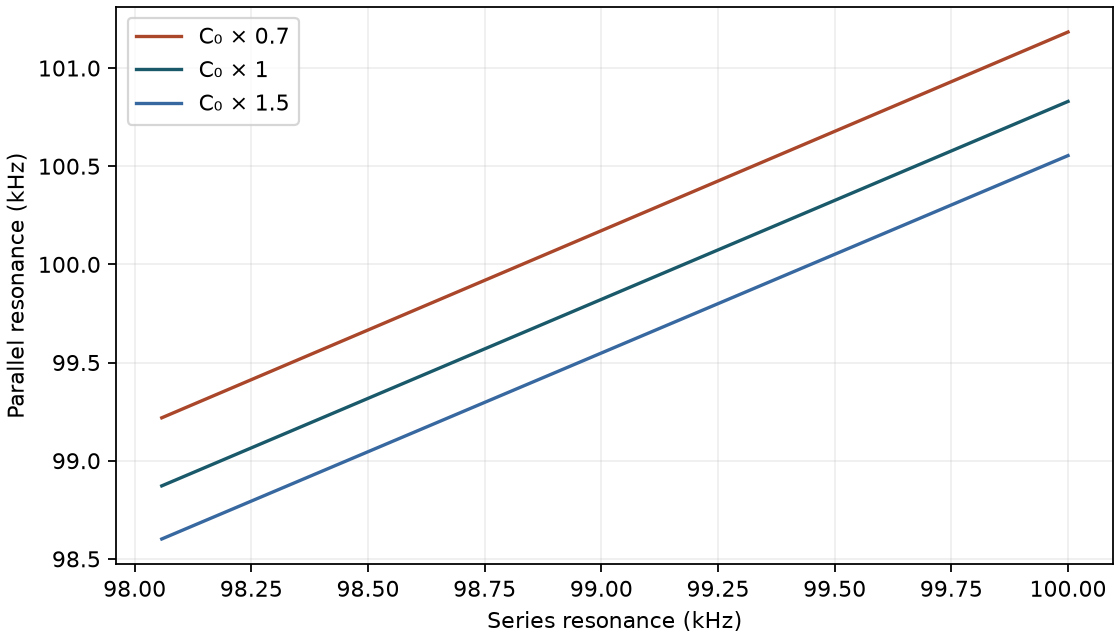 C₀ × 0.7
C₀ × 1
C₀ × 1.5
101.0
100.5
100.0
99.5
99.0
98.5
Parallel resonance (kHz)
98.00 98.25 98.50 98.75 99.00 99.25 99.50 99.75 100.00
Series resonance (kHz)